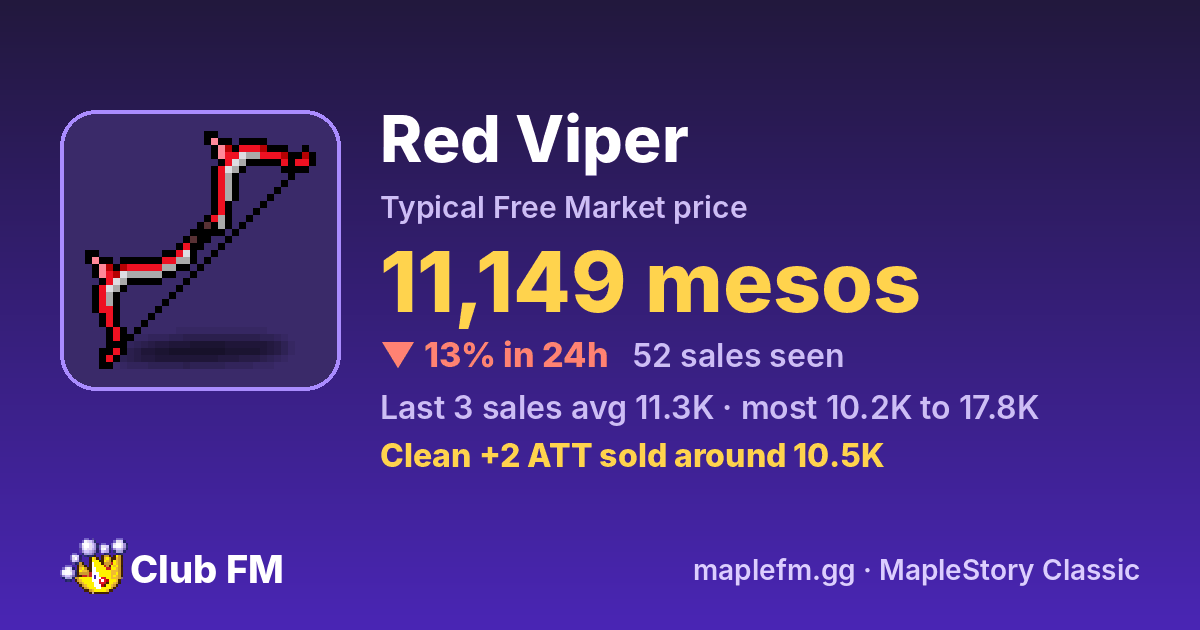 Red Viper
Typical Free Market price
11,149 mesos
▼ 13% in 24h 52 sales seen
Last 3 sales avg 11.3K · most 10.2K to 17.8K
Clean +2 ATT sold around 10.5K
Club FM
maplefm.gg · MapleStory Classic